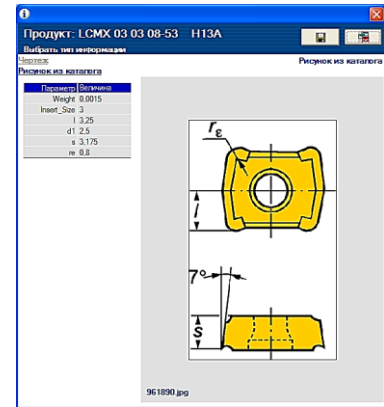 Продукт: LCMX 03 03 08-53 H13A
Выбрать тип информации
Чертеж
Рисунок из каталога
Рисунок из каталога
Параметр Величина
Weight 0,0015
Insert_Size 3
l 3,25
d1 2,5
s 3,175
re 0,8
rε
l
7°
s
961890.jpg